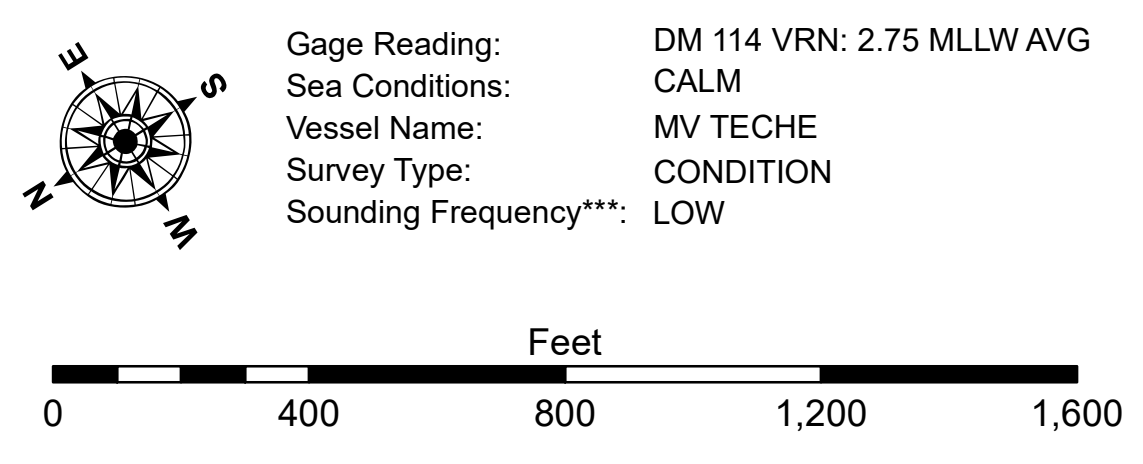 E
S
N
W
Gage Reading: DM 114 VRN: 2.75 MLLW AVG
Sea Conditions: CALM
Vessel Name: MV TECHE
Survey Type: CONDITION
Sounding Frequency***: LOW
Feet
0 400 800 1,200 1,600